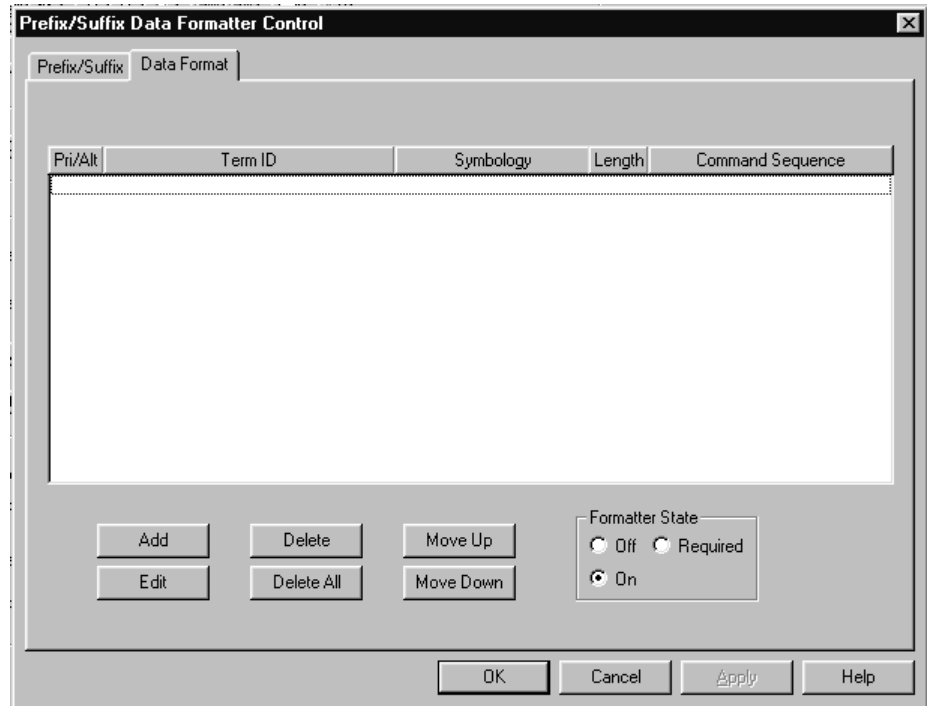 Prefix/Suffix Data Formatter Control
Prefix/Suffix Data Format
Pri/Alt Term ID Symbology Length Command Sequence
Add Delete Move Up
Edit Delete All Move Down
Formatter State
Off Required
On
OK Cancel Apply Help